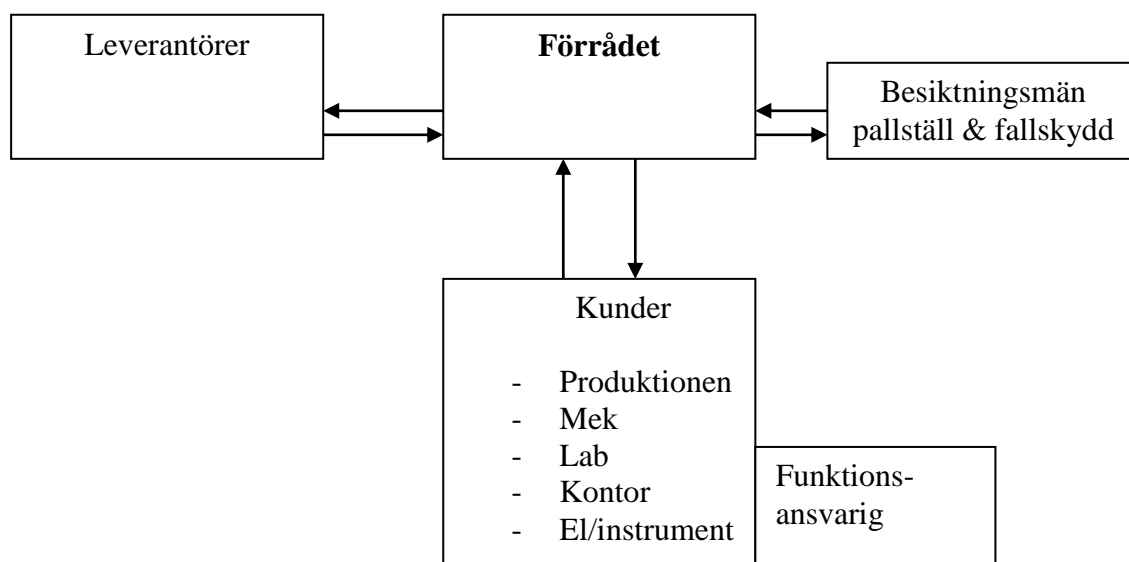 Leverantörer
Förrådet
Besiktningsmän
pallställ & fallskydd
Kunder
- Produktionen
- Mek
- Lab
- Kontor
- El/instrument
Funktions-
ansvarig